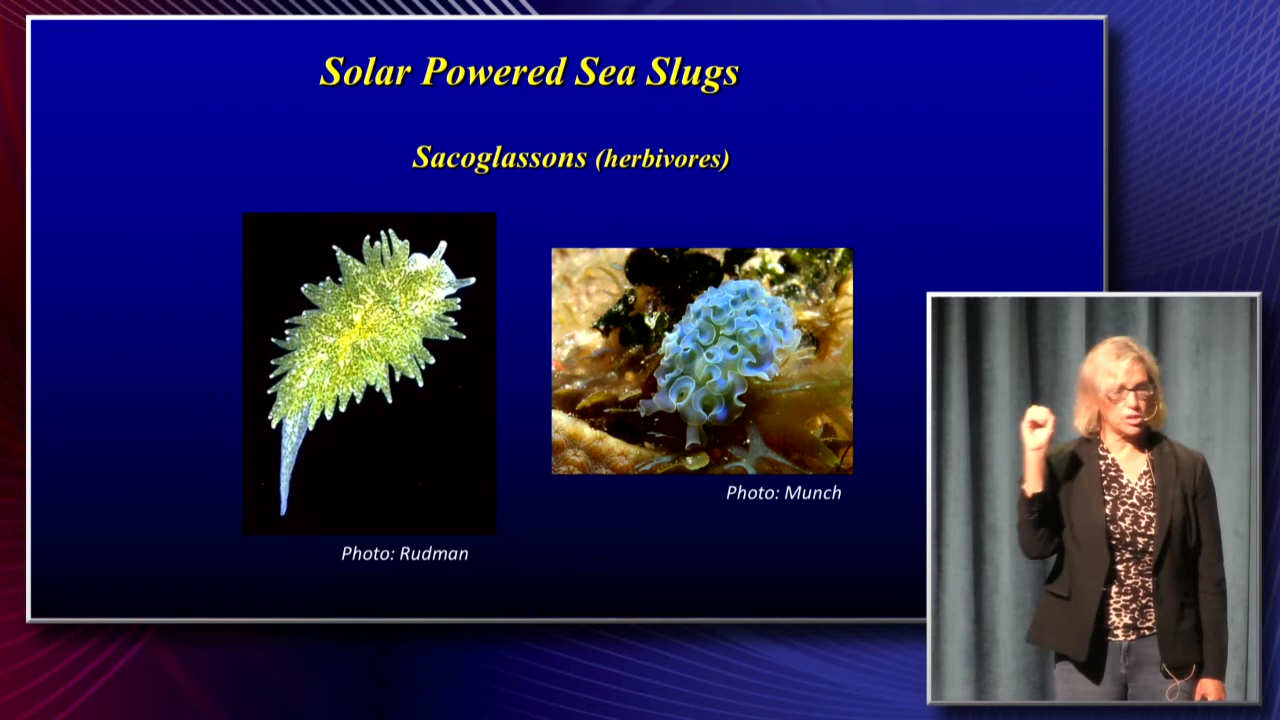 Solar Powered Sea Slugs
Sacoglassons (herbivores)
Photo: Munch
Photo: Rudman